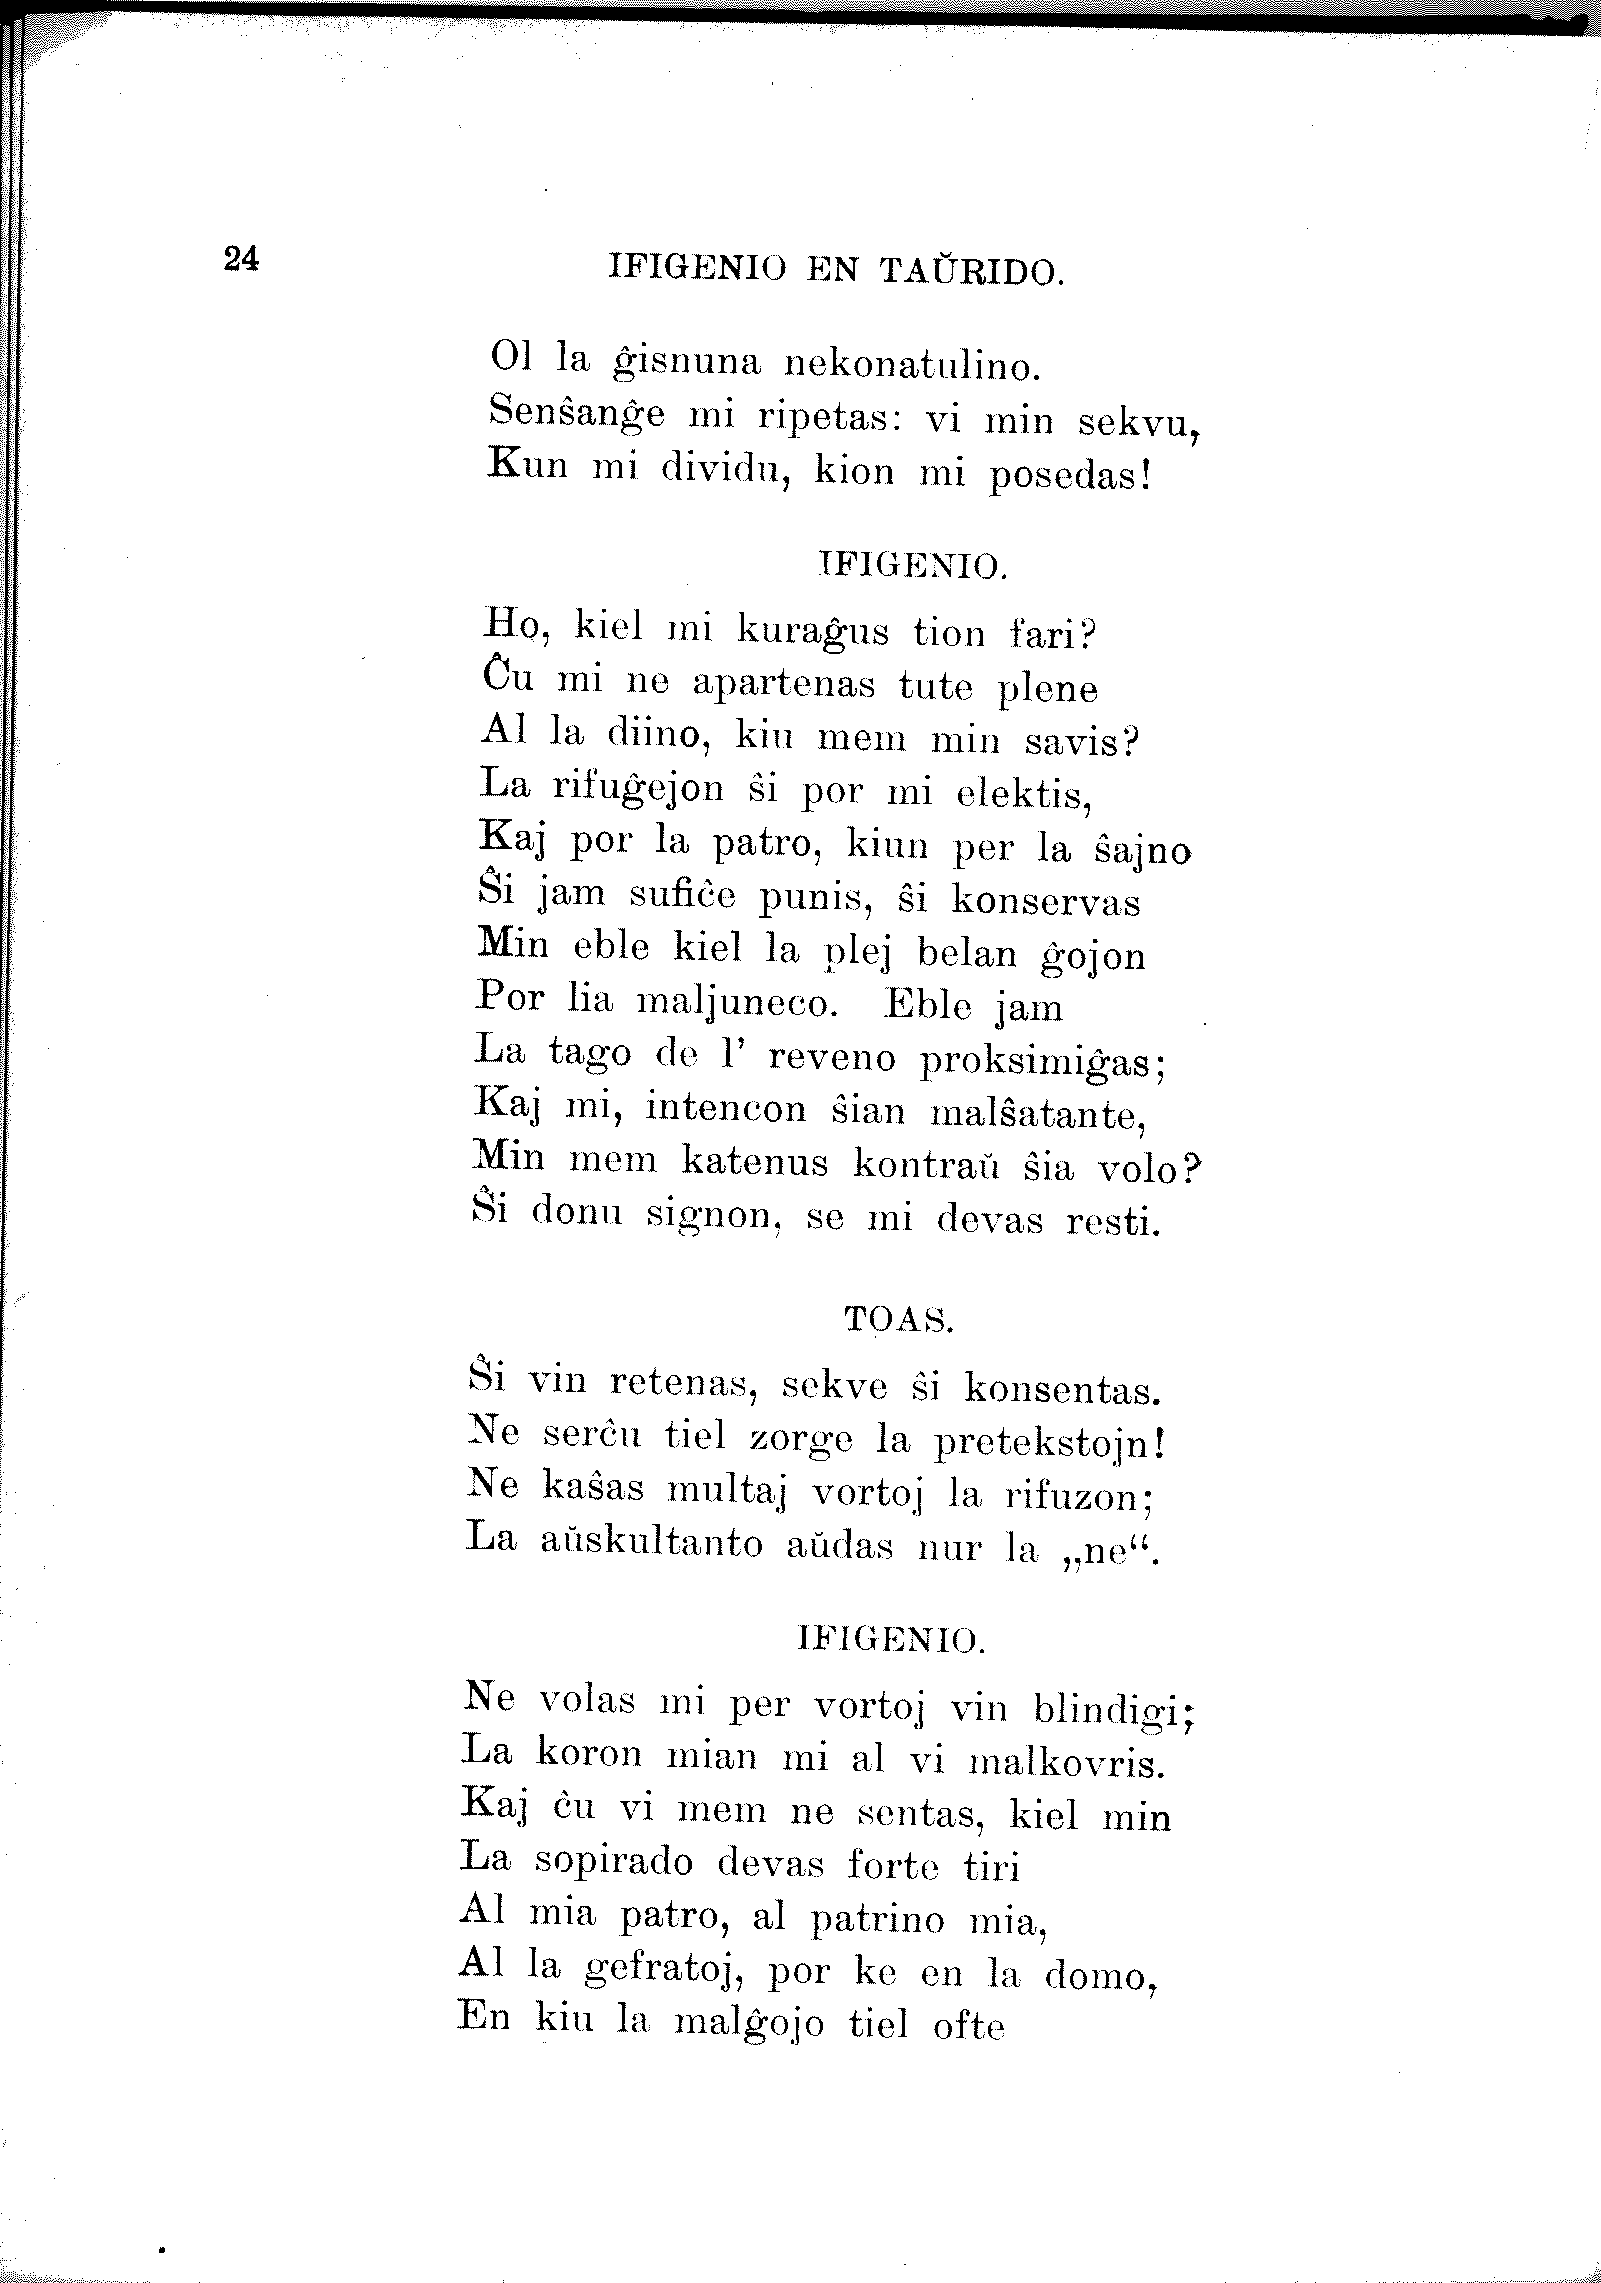 24
IFIGENIO EN TAŬRIDO.
Ol la ĝisnuna nekonatulino.
Senŝanĝe mi ripetas: vi min sekvu,
Kun mi dividu, kion mi posedas!
IFIGENIO.
Ho, kiel mi kuraĝus tion fari?
Ĉu mi ne apartenas tute plene
Al la diino, kiu mem min savis?
La rifuĝejon ŝi por mi elektis,
Kaj por la patro, kiun per la ŝajno
Ŝi jam sufiĉe punis, ŝi konservas
Min eble kiel la plej belan ĝojon
Por lia maljuneco. Eble jam
La tago de l' reveno proksimiĝas;
Kaj mi, intencon ŝian malŝatante,
Min mem katenus kontraŭ ŝia volo?
Ŝi donu signon, se mi devas resti.
TOAS.
Ŝi vin retenas, sekve ŝi konsentas.
Ne serĉu tiel zorge la pretekstojn!
Ne kaŝas multaj vortoj la rifuzon;
La aŭskultanto aŭdas nur la „ne“.
IFIGENIO.
Ne volas mi per vortoj vin blindigi;
La koron mian mi al vi malkovris.
Kaj ĉu vi mem ne sentas, kiel min
La sopirado devas forte tiri
Al mia patro, al patrino mia,
Al la gefratoj, por ke en la domo,
En kiu la malĝojo tiel ofte